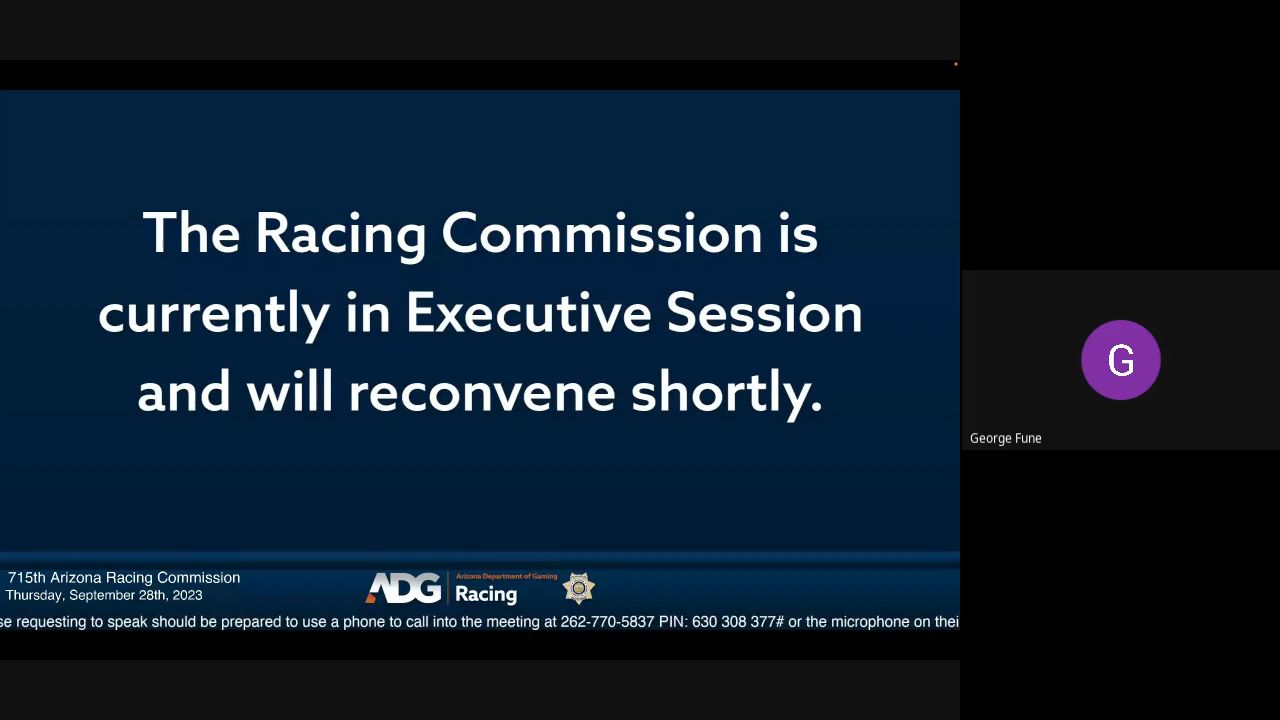 The Racing Commission is
currently in Executive Session
and will reconvene shortly.
G
George Fune
715th Arizona Racing Commission
Thursday, September 28th, 2023
ADG
Arizona Department of Gaming
Racing
se requesting to speak should be prepared to use a phone to call into the meeting at 262-770-5837 PIN: 630 308 377# or the microphone on thei